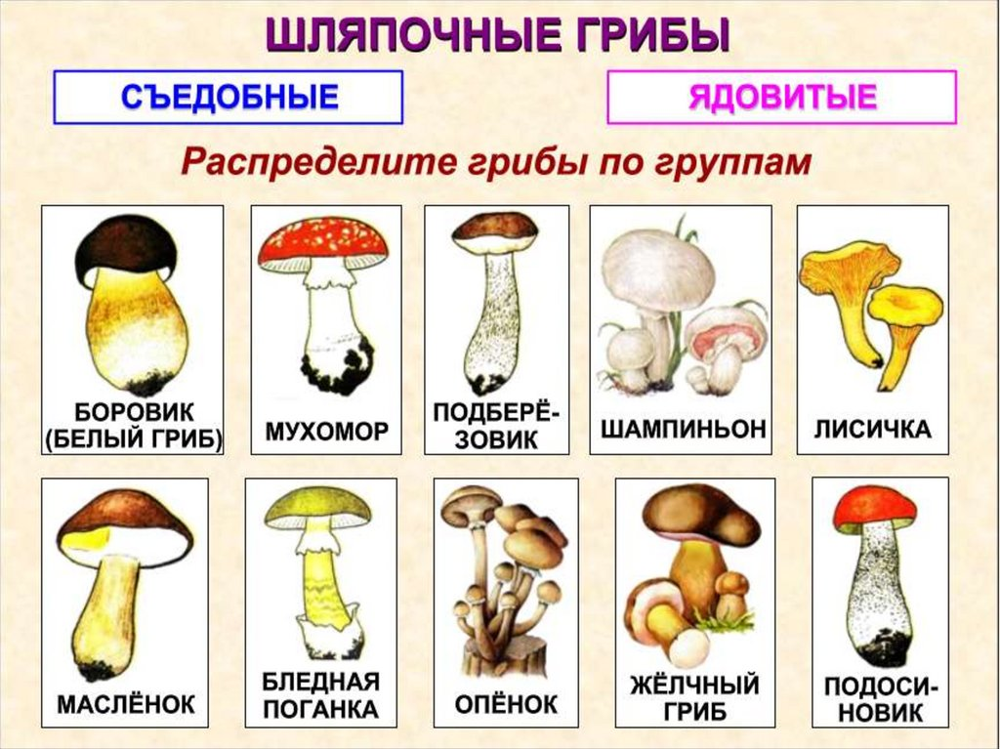 ШЛЯПОЧНЫЕ ГРИБЫ
СЪЕДОБНЫЕ
ЯДОВИТЫЕ
Распределите грибы по группам
БОРОВИК
(БЕЛЫЙ ГРИБ)
МУХОМОР
ПОДБЕРЁ-
ЗОВИК
ШАМПИНЬОН
ЛИСИЧКА
МАСЛЁНОК
БЛЕДНАЯ
ПОГАНКА
ОПЁНОК
ЖЁЛЧНЫЙ
ГРИБ
ПОДОСИ-
НОВИК